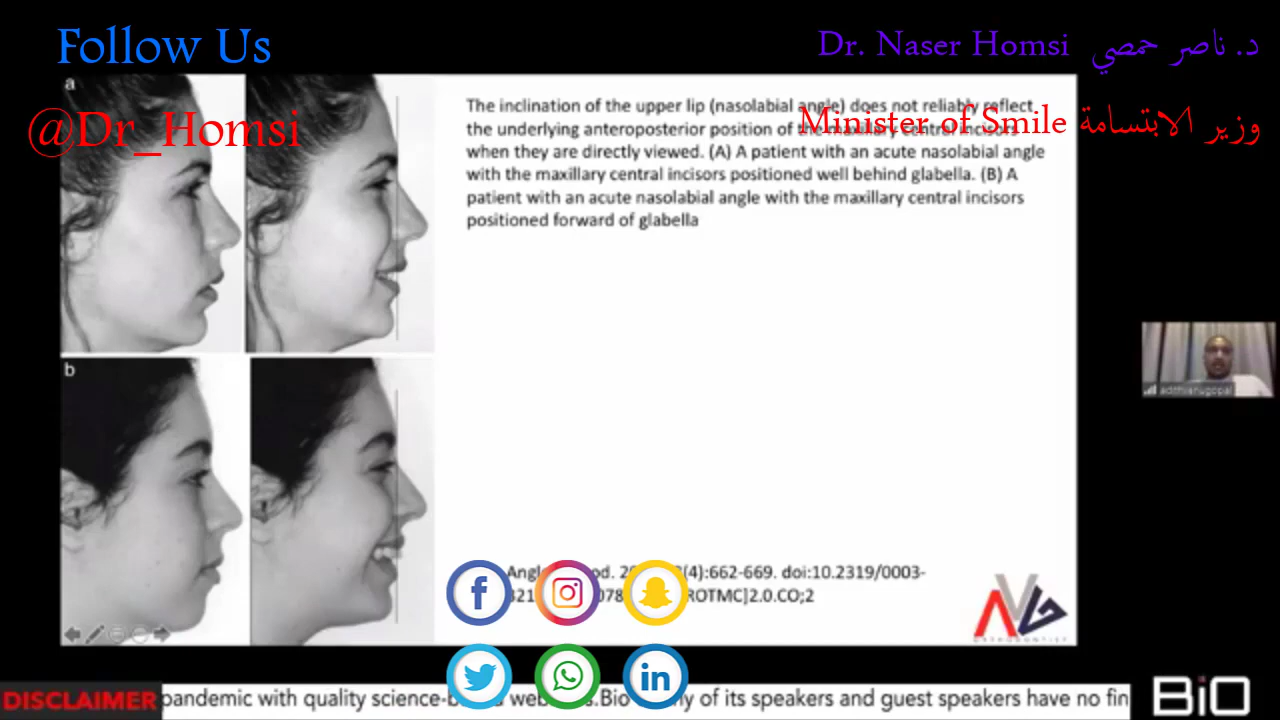 Follow Us
Dr. Naser Homsi د. ناصر حمصي
@Dr_Homsi
Minister of Smile وزير الابتسامة
a
The inclination of the upper lip (nasolabial angle) does not reliably reflect
the underlying anteroposterior position of the maxillary central incisors
when they are directly viewed. (A) A patient with an acute nasolabial angle
with the maxillary central incisors positioned well behind glabella. (B) A
patient with an acute nasolabial angle with the maxillary central incisors
positioned forward of glabella
b
(4):662-669. doi:10.2319/0003-
ROTMC]2.0.CO;2
DISCLAIMER pandemic with quality science- of its speakers and guest speakers have no fin
BiO